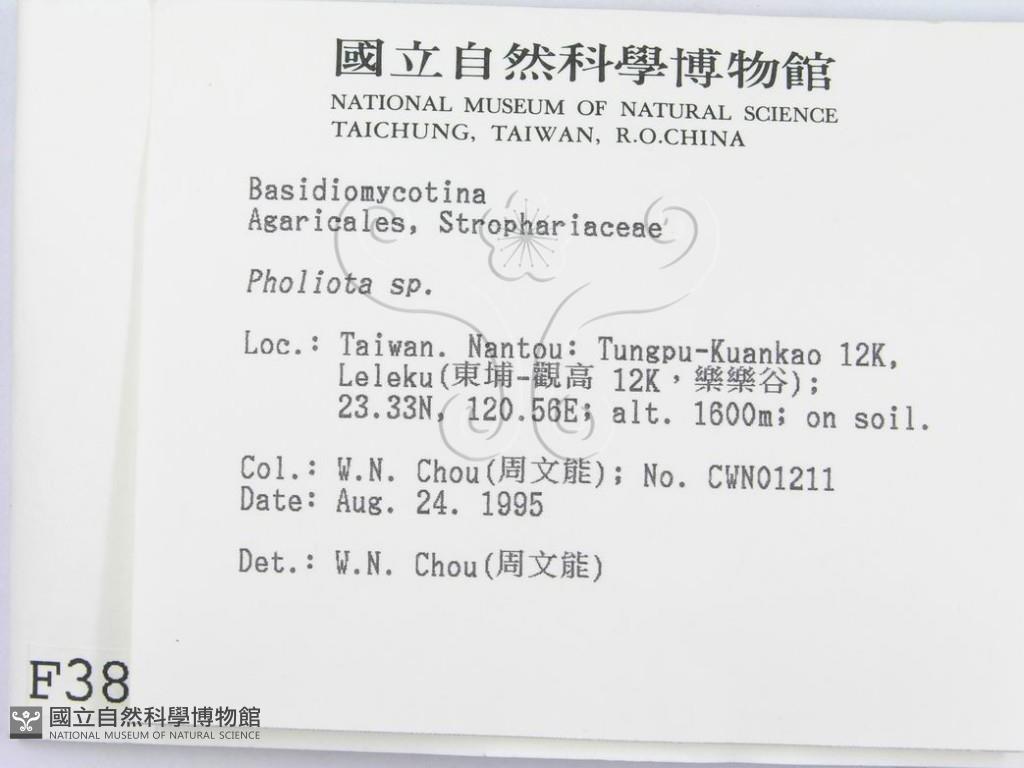 國立自然科學博物館
NATIONAL MUSEUM OF NATURAL SCIENCE
TAICHUNG, TAIWAN, R.O.CHINA
Basidiomycotina
Agaricales, Strophariaceae
Pholiota sp.
Loc.: Taiwan. Nantou: Tungpu-Kuankao 12K,
Leleku(東埔-觀高 12K，樂樂谷);
23.33N, 120.56E; alt. 1600m; on soil.
Col.: W.N. Chou(周文能); No. CWN01211
Date: Aug. 24. 1995
Det.: W.N. Chou(周文能)
F38
國立自然科學博物館
NATIONAL MUSEUM OF NATURAL SCIENCE